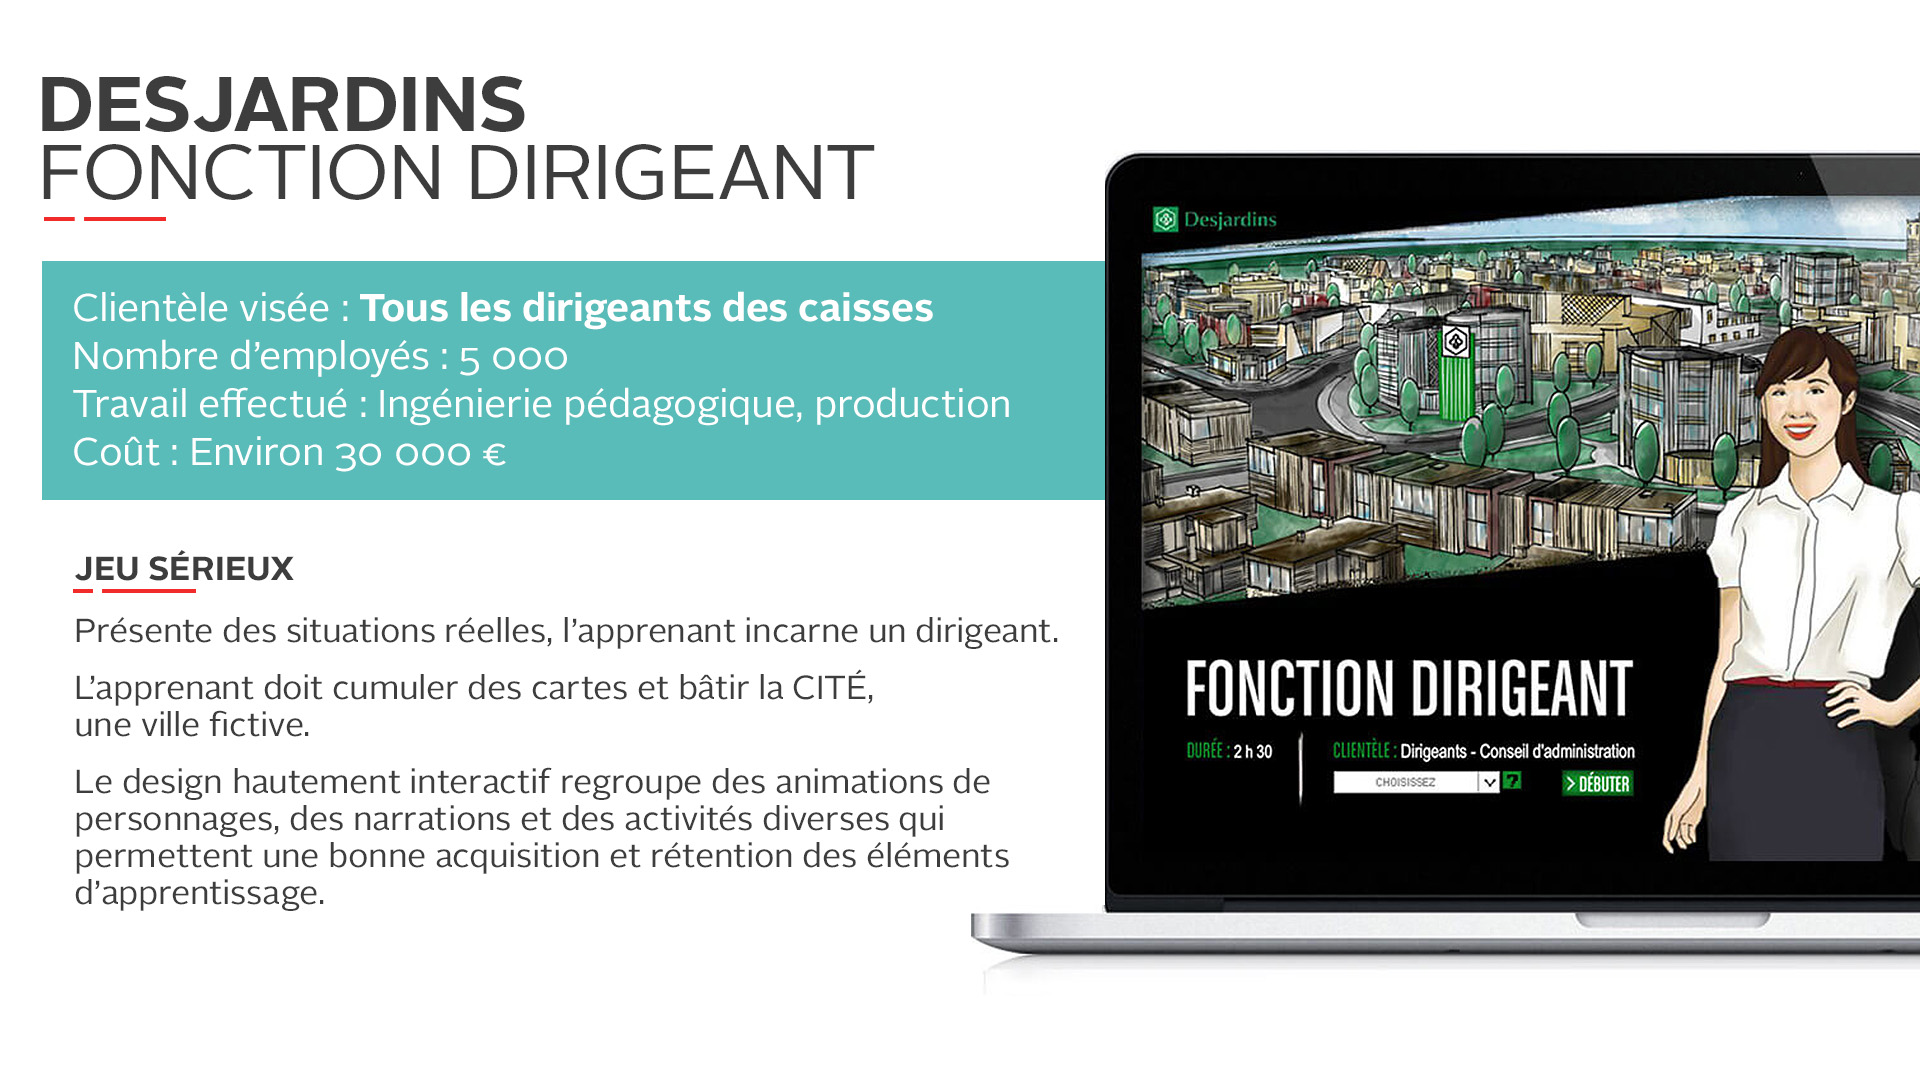 DESJARDINS
FONCTION DIRIGEANT
Clientèle visée : Tous les dirigeants des caisses
Nombre d’employés : 5 000
Travail effectué : Ingénierie pédagogique, production
Coût : Environ 30 000 €
JEU SÉRIEUX
Présente des situations réelles, l’apprenant incarne un dirigeant.
L’apprenant doit cumuler des cartes et bâtir la CITÉ,
une ville fictive.
Le design hautement interactif regroupe des animations de
personnages, des narrations et des activités diverses qui
permettent une bonne acquisition et rétention des éléments
d’apprentissage.
Desjardins
FONCTION DIRIGEANT
DURÉE : 2 h 30
CLIENTÈLE : Dirigeants - Conseil d'administration
CHOISISSEZ
?
> DÉBUTER